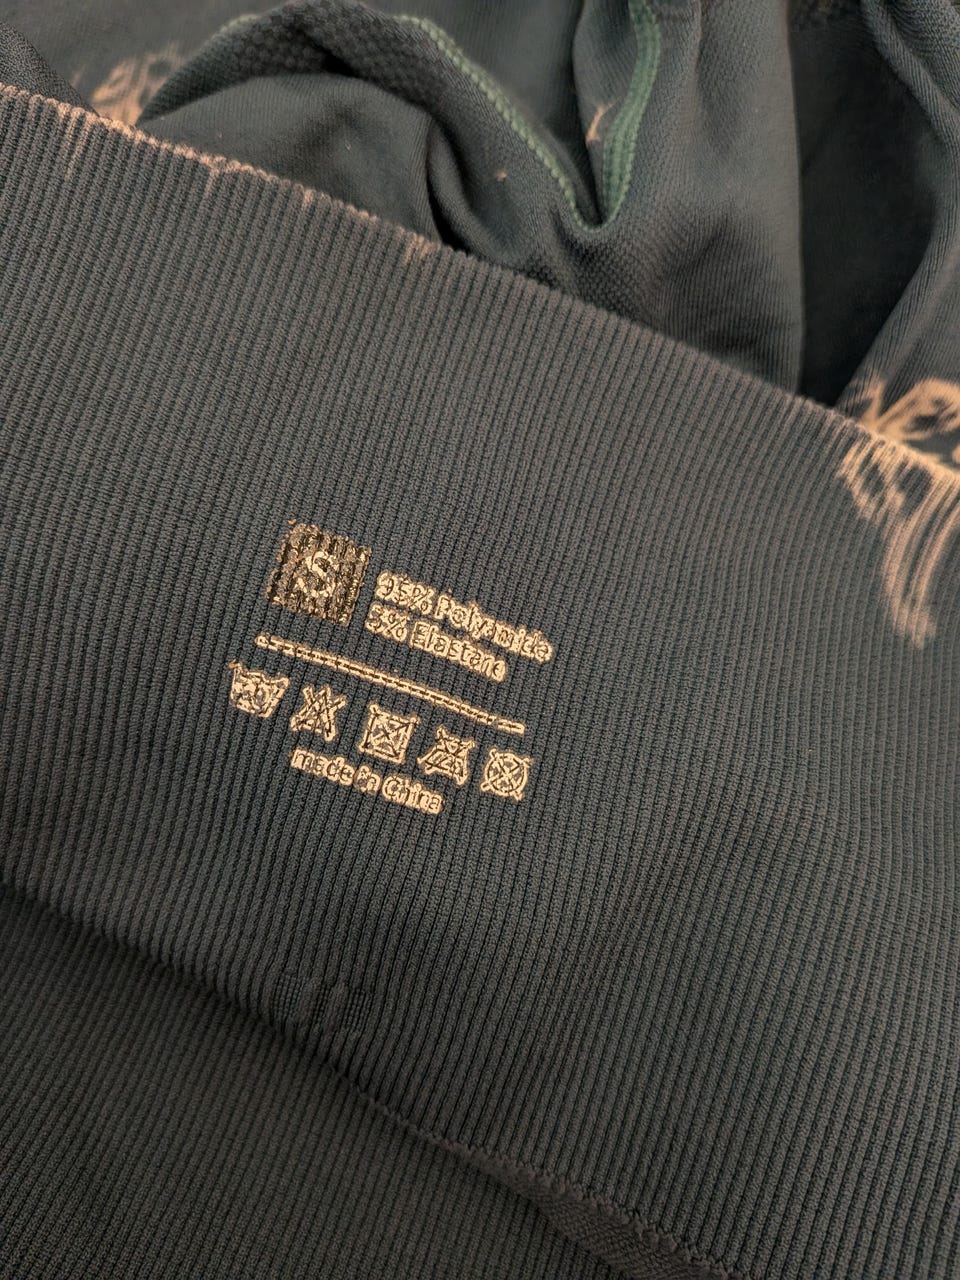 S
95% Polyamide
5% Elastane
made in China